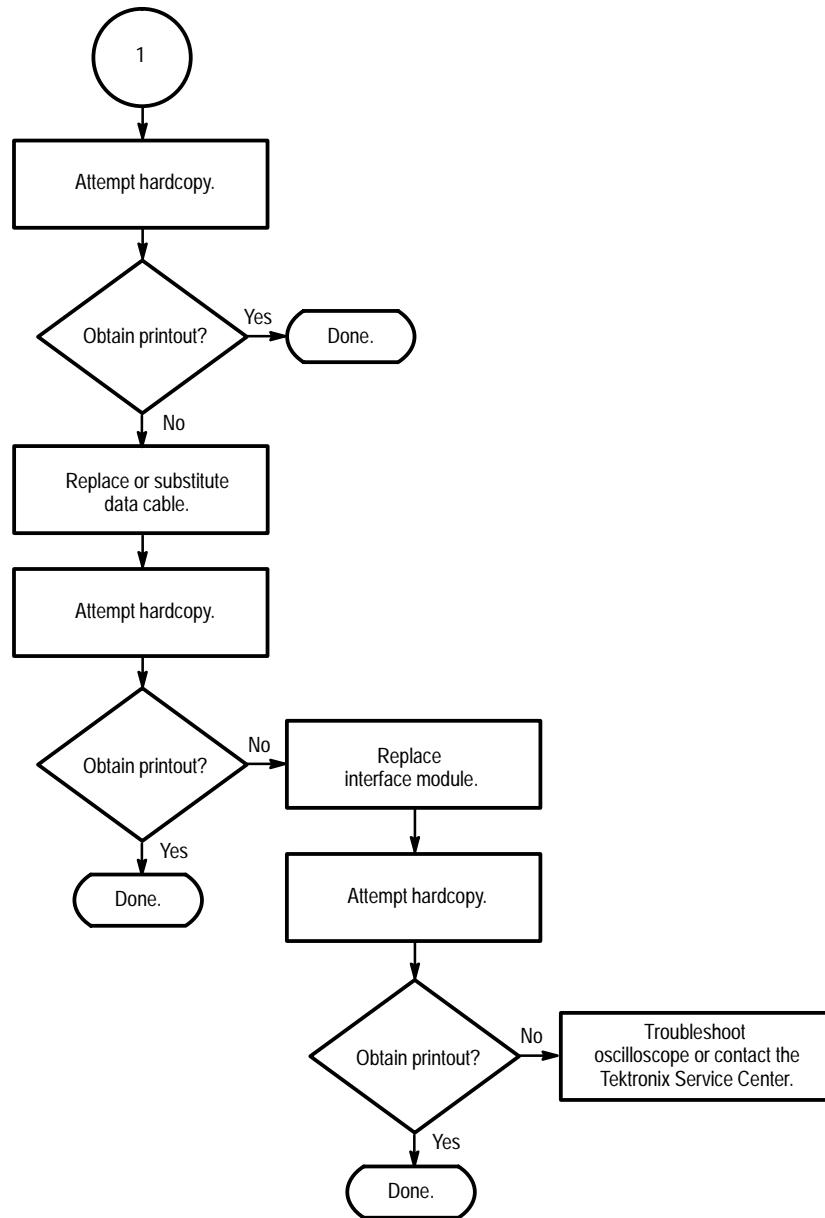 1
Attempt hardcopy.
Obtain printout?
Yes
Done.
No
Replace or substitute
data cable.
Attempt hardcopy.
Obtain printout?
No
Replace
interface module.
Yes
Done.
Attempt hardcopy.
Obtain printout?
No
Troubleshoot
oscilloscope or contact the
Tektronix Service Center.
Yes
Done.